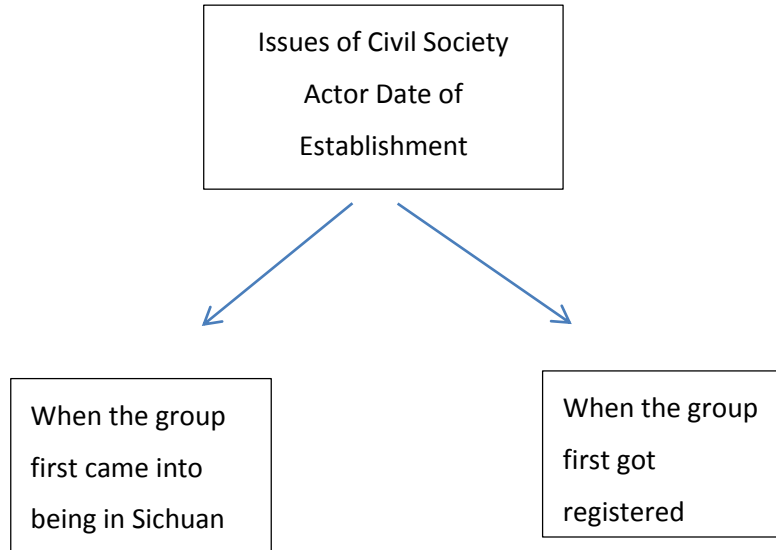 Issues of Civil Society
Actor Date of
Establishment
When the group
first came into
being in Sichuan
When the group
first got
registered